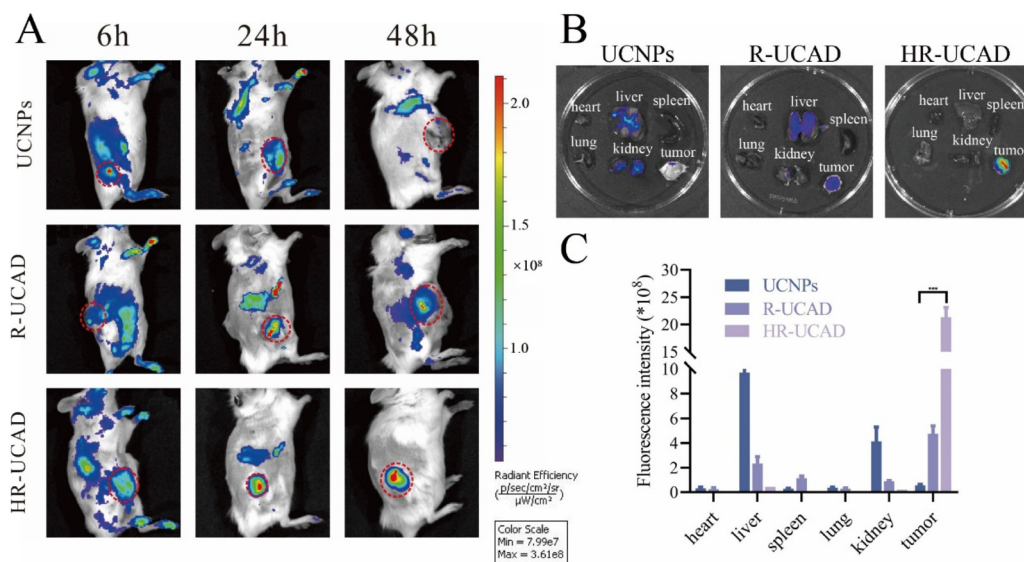 A
6h 24h 48h
UCNPs
R-UCAD
HR-UCAD
2.0
1.5
×10⁸
1.0
Radiant Efficiency
(p/sec/cm²/sr / µW/cm²)
Color Scale
Min = 7.99e7
Max = 3.61e8
B
UCNPs R-UCAD HR-UCAD
heart liver spleen
lung kidney tumor
heart liver spleen
lung kidney tumor
heart liver spleen
lung kidney tumor
C
Fluorescence intensity (*10⁸)
30
25
20
15
10
8
6
4
2
0
UCNPs
R-UCAD
HR-UCAD
***
heart liver spleen lung kidney tumor